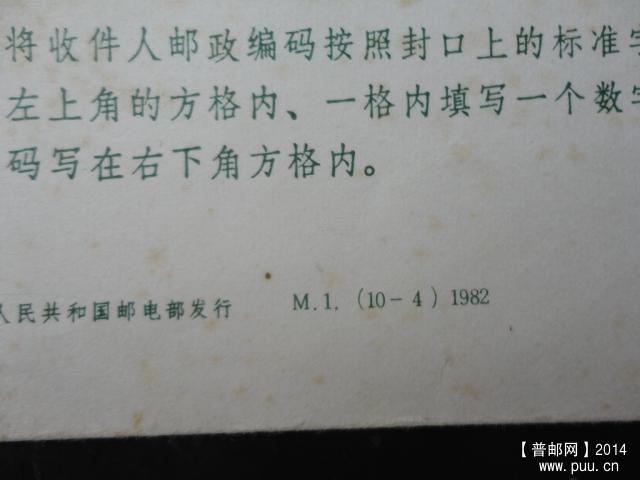 将收件人邮政编码按照封口上的标准字
左上角的方格内、一格内填写一个数字
码写在右下角方格内。
人民共和国邮电部发行 M.1.(10-4)1982
【普邮网】2014
www.puu.cn